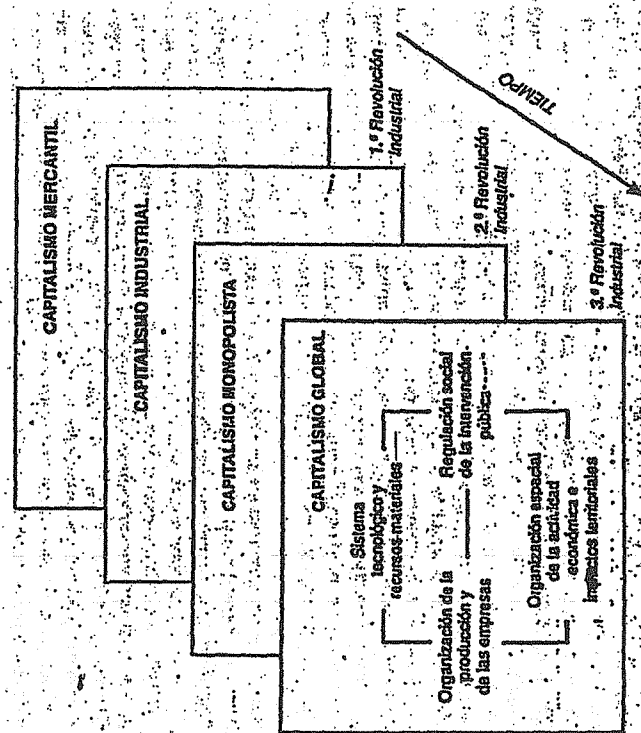 CAPITALISMO MERCANTIL
CAPITALISMO INDUSTRIAL
CAPITALISMO MONOPOLISTA
CAPITALISMO GLOBAL
Sistema
tecnológico y
recursos materiales
Organización de la
producción y
de las empresas
Regulación social
de la intervención
pública
Organización espacial
de la actividad
económica e
impactos territoriales
1.ª Revolución
Industrial
2.ª Revolución
Industrial
3.ª Revolución
Industrial
TIEMPO